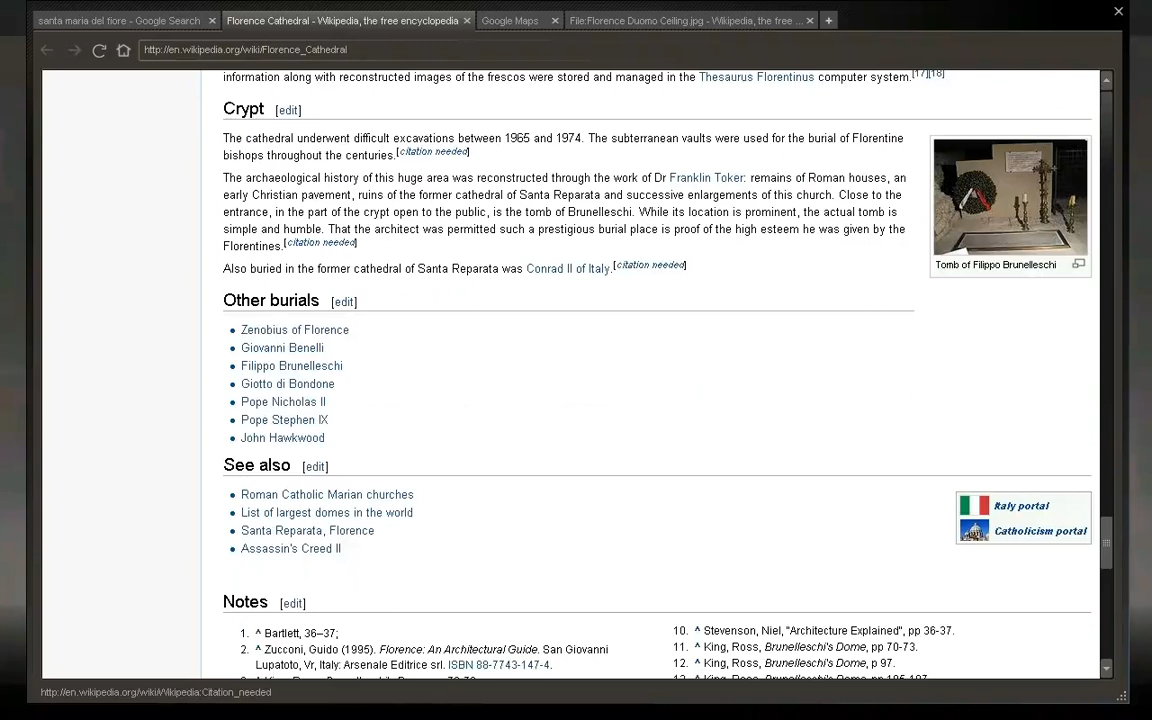 santa maria del fiore - Google Search
Florence Cathedral - Wikipedia, the free encyclopedia
Google Maps
File:Florence Duomo Ceiling.jpg - Wikipedia, the free ...
http://en.wikipedia.org/wiki/Florence_Cathedral
information along with reconstructed images of the frescos were stored and managed in the Thesaurus Florentinus computer system.[17][18]
Crypt [edit]
The cathedral underwent difficult excavations between 1965 and 1974. The subterranean vaults were used for the burial of Florentine
bishops throughout the centuries.[citation needed]
The archaeological history of this huge area was reconstructed through the work of Dr Franklin Toker: remains of Roman houses, an
early Christian pavement, ruins of the former cathedral of Santa Reparata and successive enlargements of this church. Close to the
entrance, in the part of the crypt open to the public, is the tomb of Brunelleschi. While its location is prominent, the actual tomb is
simple and humble. That the architect was permitted such a prestigious burial place is proof of the high esteem he was given by the
Florentines.[citation needed]
Also buried in the former cathedral of Santa Reparata was Conrad II of Italy.[citation needed]
Tomb of Filippo Brunelleschi
Other burials [edit]
Zenobius of Florence
Giovanni Benelli
Filippo Brunelleschi
Giotto di Bondone
Pope Nicholas II
Pope Stephen IX
John Hawkwood
See also [edit]
Roman Catholic Marian churches
List of largest domes in the world
Santa Reparata, Florence
Assassin's Creed II
Italy portal
Catholicism portal
Notes [edit]
1. ^ Bartlett, 36–37;
2. ^ Zucconi, Guido (1995). Florence: An Architectural Guide. San Giovanni
Lupatoto, Vr, Italy: Arsenale Editrice srl. ISBN 88-7743-147-4.
10. ^ Stevenson, Niel, "Architecture Explained", pp 36-37.
11. ^ King, Ross, Brunelleschi's Dome, pp 70-73.
12. ^ King, Ross, Brunelleschi's Dome, p 97.
http://en.wikipedia.org/wiki/Wikipedia:Citation_needed